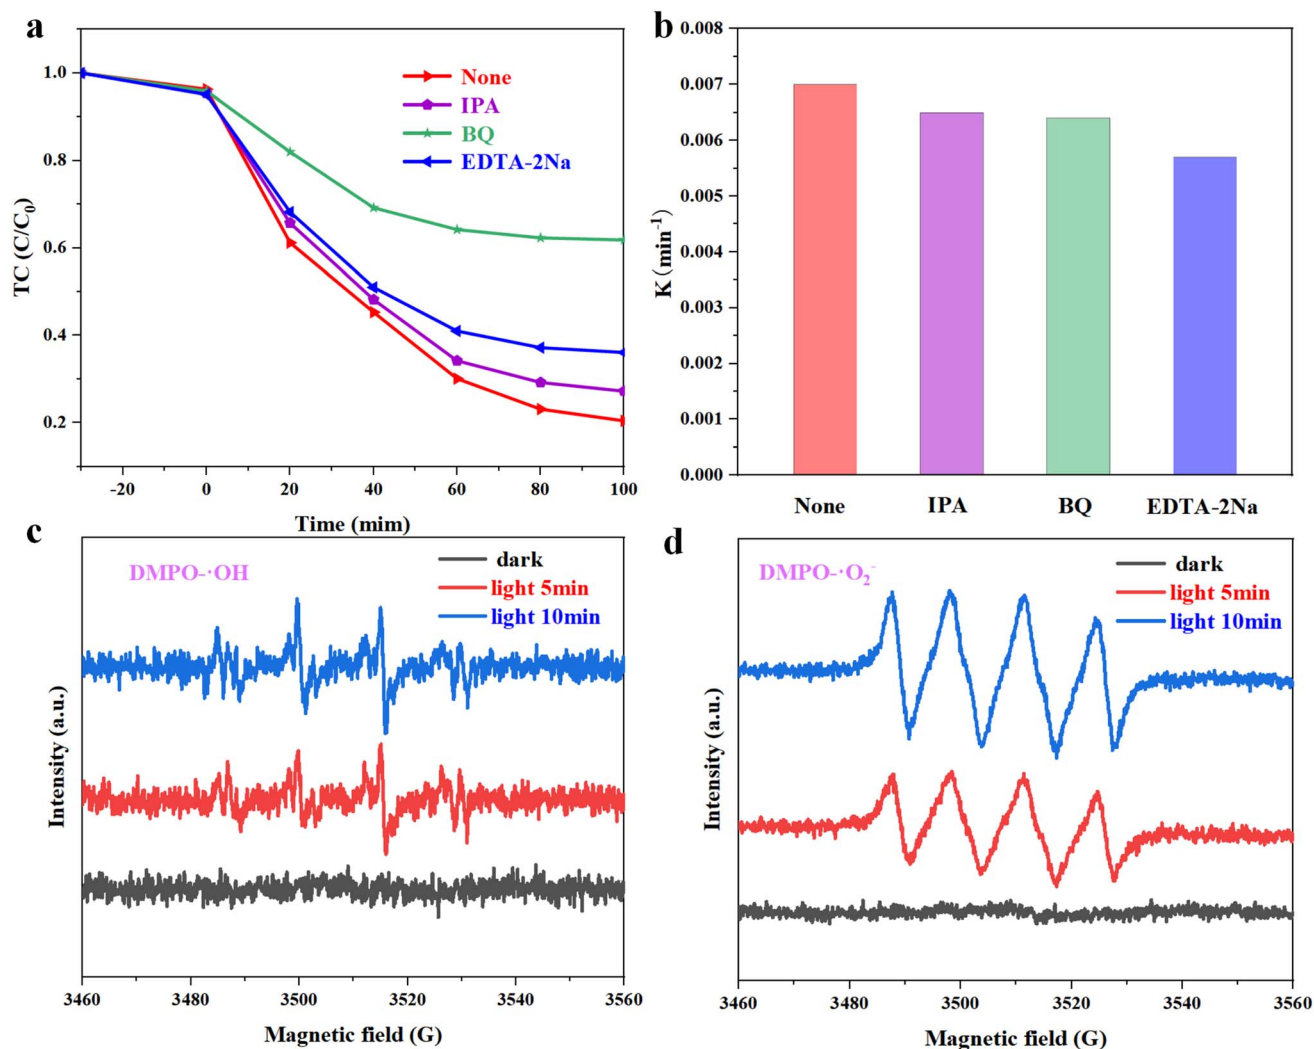 a
TC (C/C₀)
1.0
0.8
0.6
0.4
0.2
None
IPA
BQ
EDTA-2Na
-20 0 20 40 60 80 100
Time (mim)
b
K (min⁻¹)
0.008
0.007
0.006
0.005
0.004
0.003
0.002
0.001
0.000
None IPA BQ EDTA-2Na
c
DMPO-·OH
dark
light 5min
light 10min
Intensity (a.u.)
3460 3480 3500 3520 3540 3560
Magnetic field (G)
d
DMPO-·O₂⁻
dark
light 5min
light 10min
Intensity (a.u.)
3460 3480 3500 3520 3540 3560
Magnetic field (G)